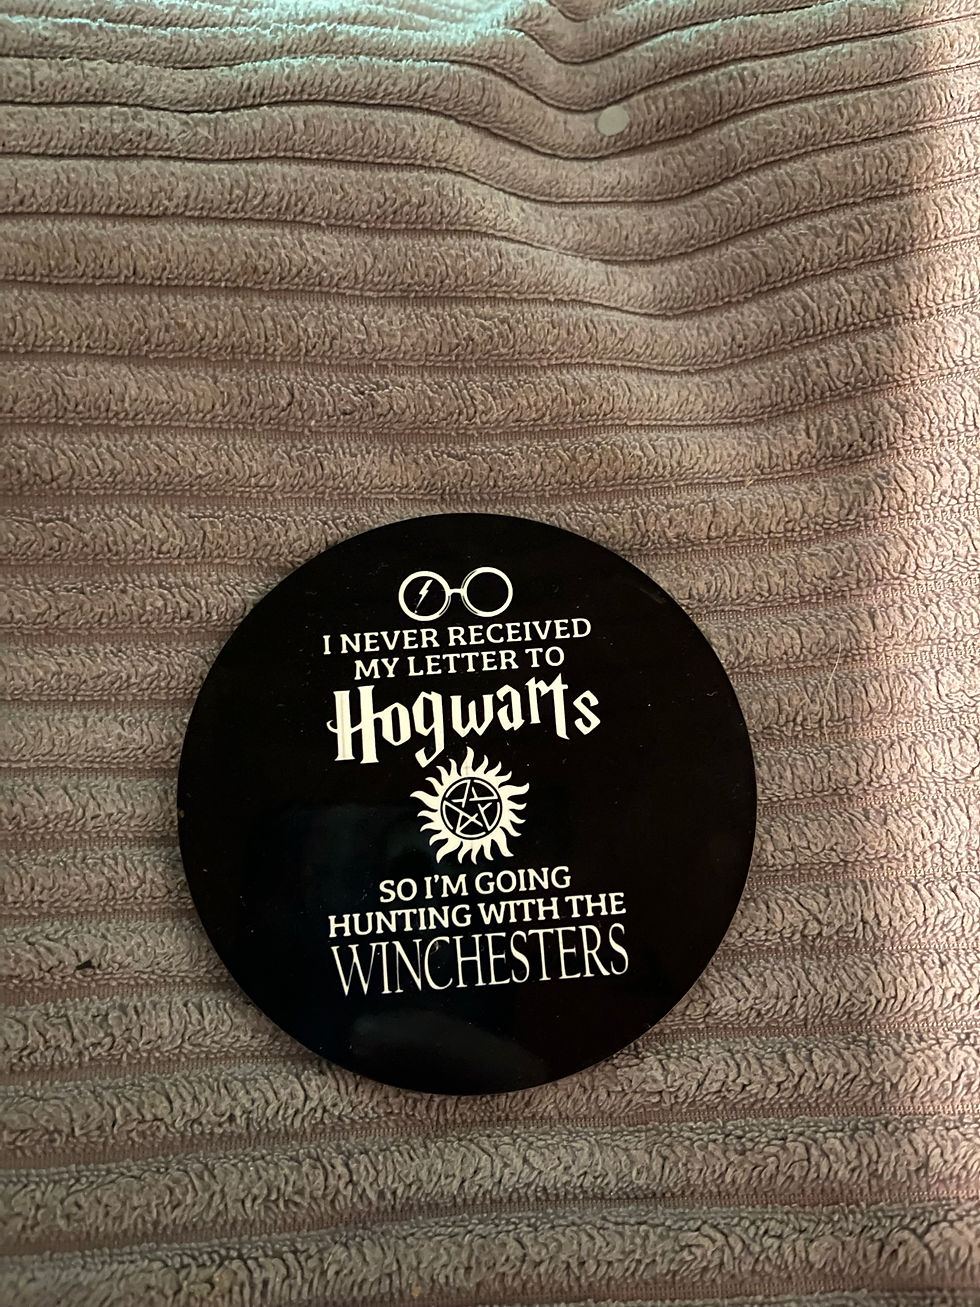 I NEVER RECEIVED
MY LETTER TO
Hogwarts
SO I'M GOING
HUNTING WITH THE
WINCHESTERS